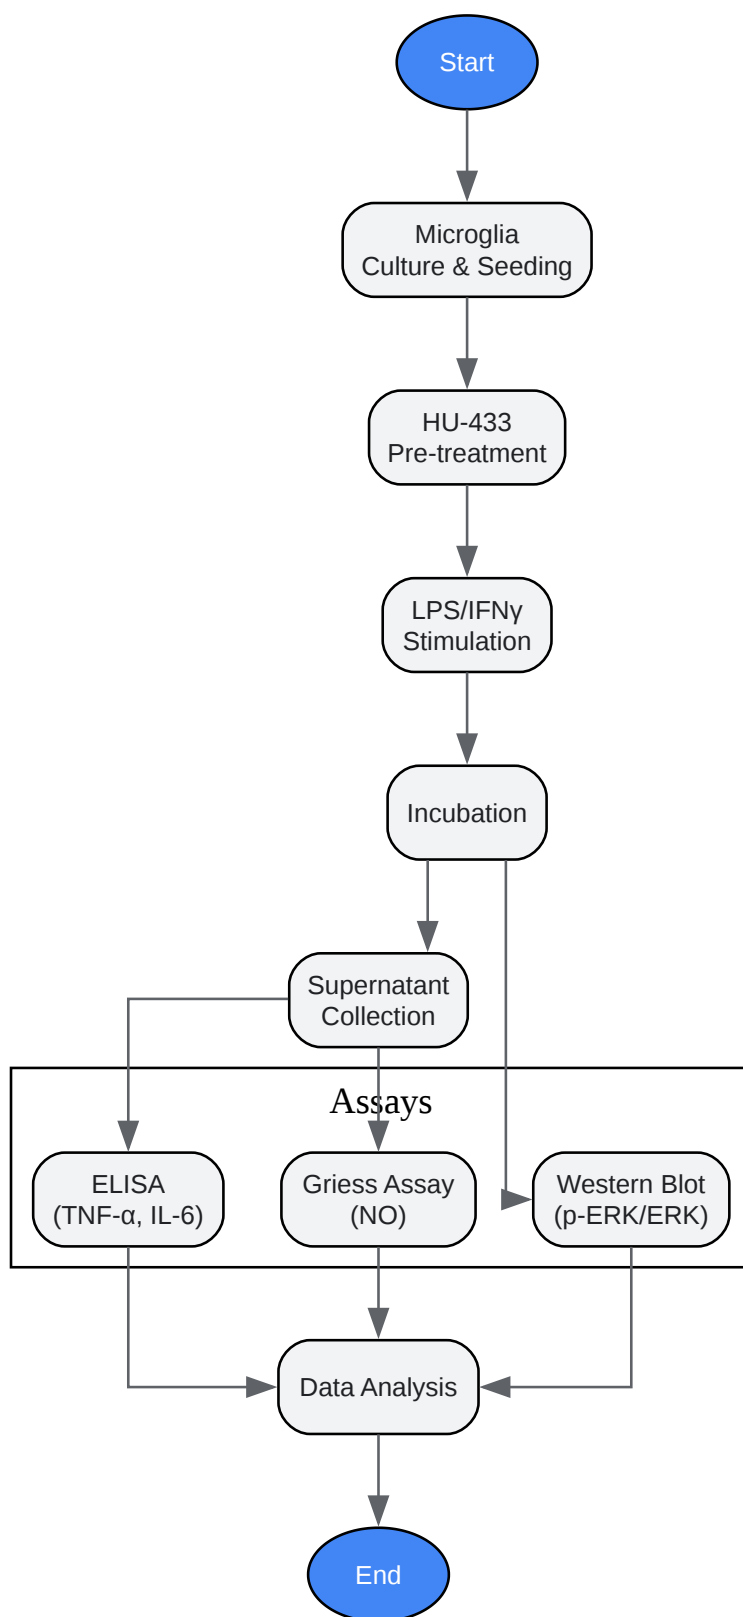 Start
Microglia
Culture & Seeding
HU-433
Pre-treatment
LPS/IFNγ
Stimulation
Incubation
Supernatant
Collection
Assays
ELISA
(TNF-α, IL-6)
Griess Assay
(NO)
Western Blot
(p-ERK/ERK)
Data Analysis
End